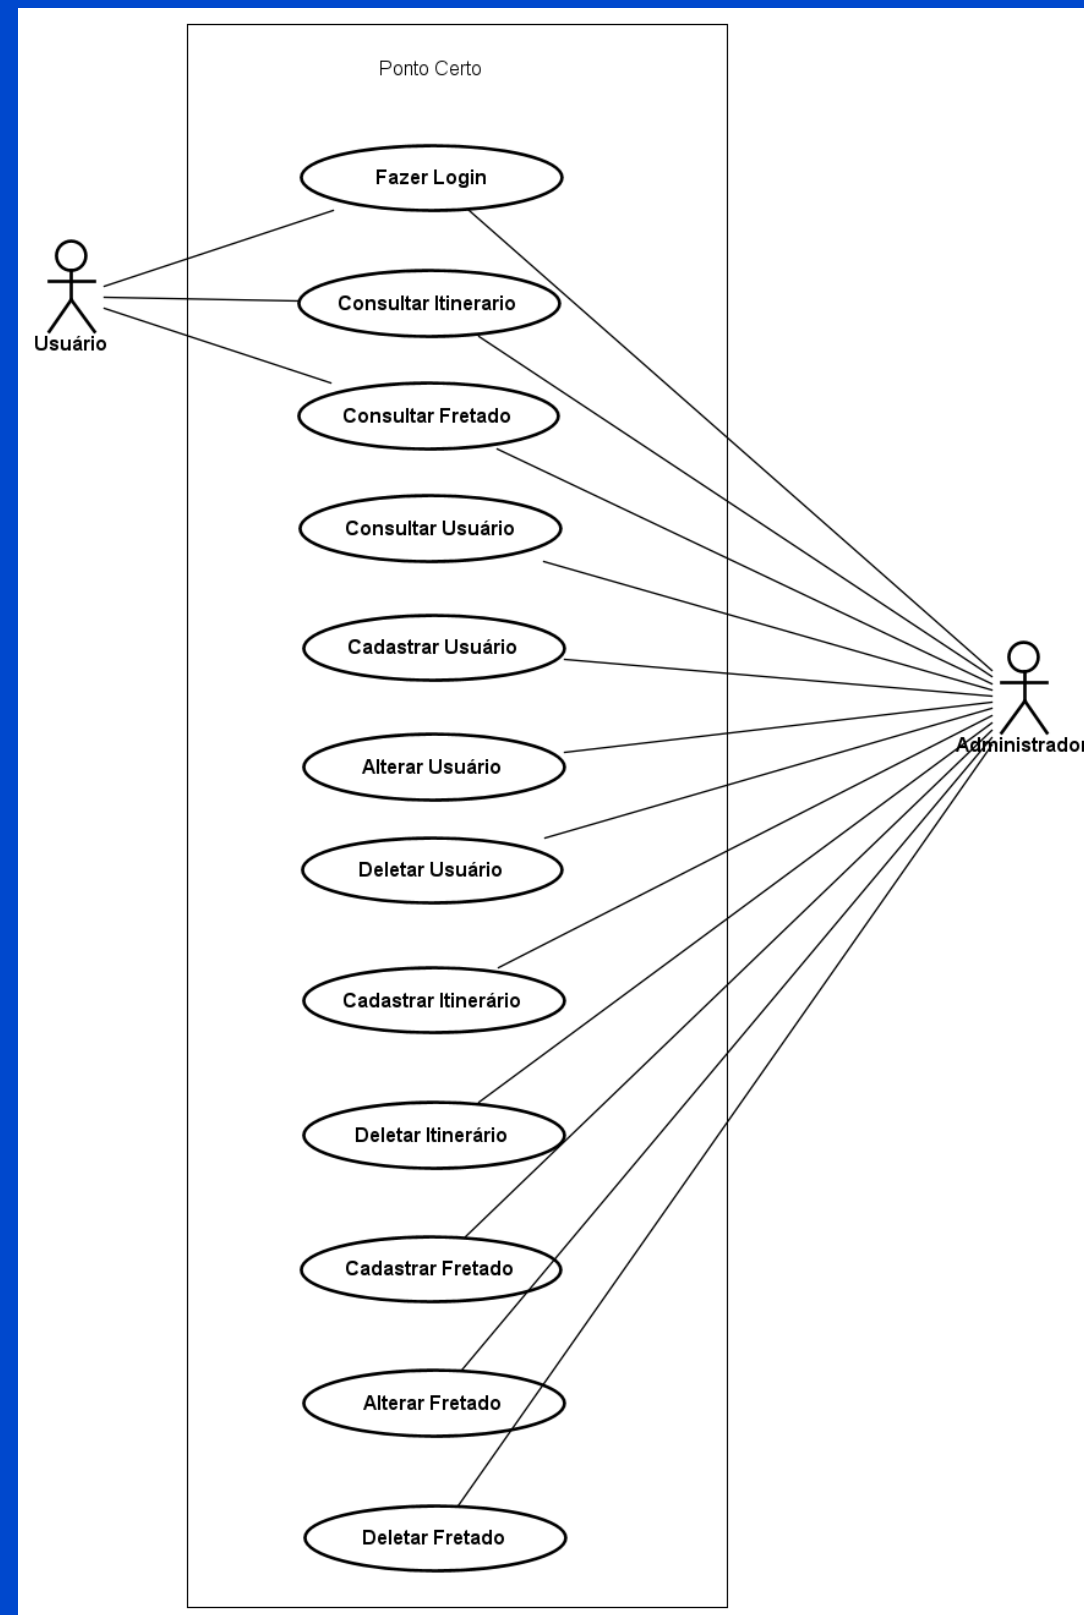 Ponto Certo
Fazer Login
Consultar Itinerario
Usuário
Consultar Fretado
Consultar Usuário
Cadastrar Usuário
Administrador
Alterar Usuário
Deletar Usuário
Cadastrar Itinerário
Deletar Itinerário
Cadastrar Fretado
Alterar Fretado
Deletar Fretado